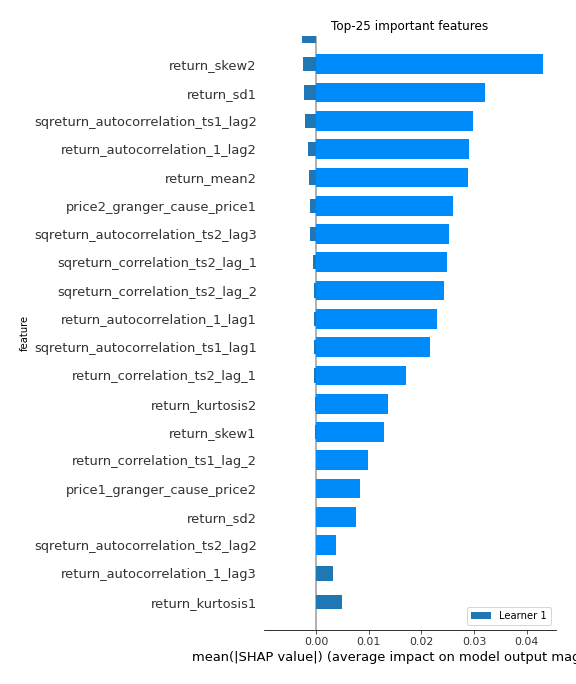 Top-25 important features
return_skew2
return_sd1
sqreturn_autocorrelation_ts1_lag2
return_autocorrelation_1_lag2
return_mean2
price2_granger_cause_price1
sqreturn_autocorrelation_ts2_lag3
sqreturn_correlation_ts2_lag_1
sqreturn_correlation_ts2_lag_2
return_autocorrelation_1_lag1
sqreturn_autocorrelation_ts1_lag1
return_correlation_ts2_lag_1
return_kurtosis2
return_skew1
return_correlation_ts1_lag_2
price1_granger_cause_price2
return_sd2
sqreturn_autocorrelation_ts2_lag2
return_autocorrelation_1_lag3
return_kurtosis1
feature
Learner 1
0.00 0.01 0.02 0.03 0.04
mean(|SHAP value|) (average impact on model output mag